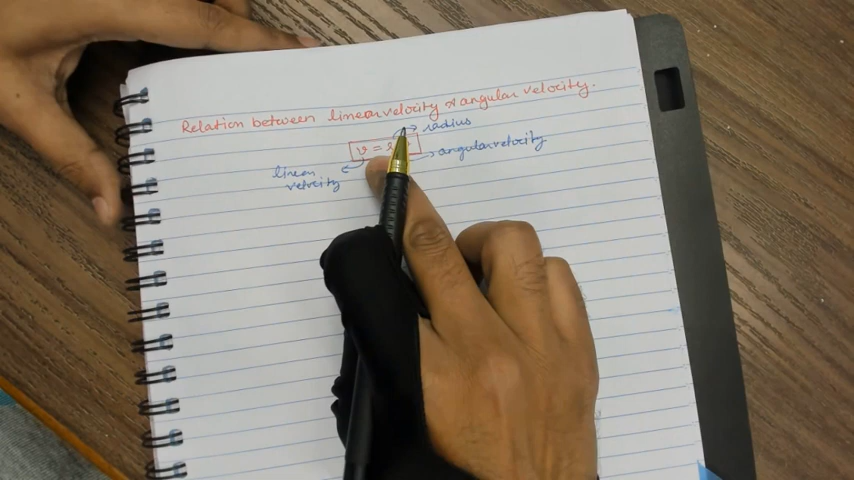 Relation between linear velocity & angular velocity.
radius
v =
angular velocity
linear
velocity